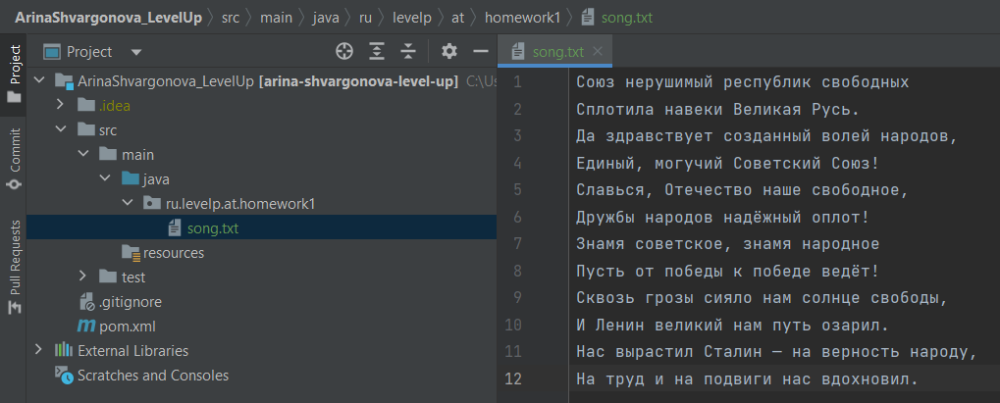 ArinaShvargonova_LevelUp src main java ru levelp at homework1 song.txt
Project
Commit
Pull Requests
Project
ArinaShvargonova_LevelUp [arina-shvargonova-level-up] C:\Us
.idea
src
main
java
ru.levelp.at.homework1
song.txt
resources
test
.gitignore
pom.xml
External Libraries
Scratches and Consoles
song.txt
1 Союз нерушимый республик свободных
2 Сплотила навеки Великая Русь.
3 Да здравствует созданный волей народов,
4 Единый, могучий Советский Союз!
5 Славься, Отечество наше свободное,
6 Дружбы народов надёжный оплот!
7 Знамя советское, знамя народное
8 Пусть от победы к победе ведёт!
9 Сквозь грозы сияло нам солнце свободы,
10 И Ленин великий нам путь озарил.
11 Нас вырастил Сталин – на верность народу,
12 На труд и на подвиги нас вдохновил.